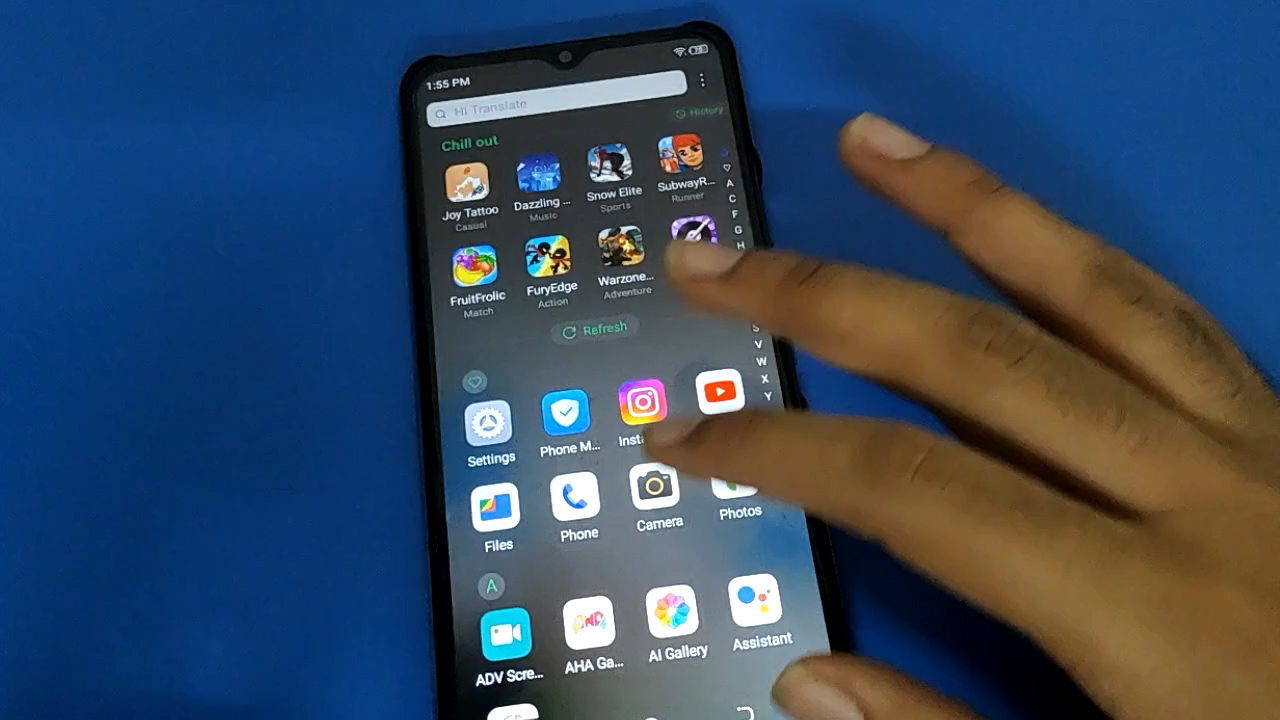 1:55 PM
Hi Translate
History
Chill out
Joy Tattoo
Casual
Dazzling ...
Music
Snow Elite
Sports
SubwayR...
Runner
FruitFrolic
Match
FuryEdge
Action
Warzone...
Adventure
Refresh
A
C
F
G
H
S
V
W
X
Y
Settings
Phone M...
Inst
Files
Phone
Camera
Photos
A
ADV Scre...
AHA Ga...
AI Gallery
Assistant